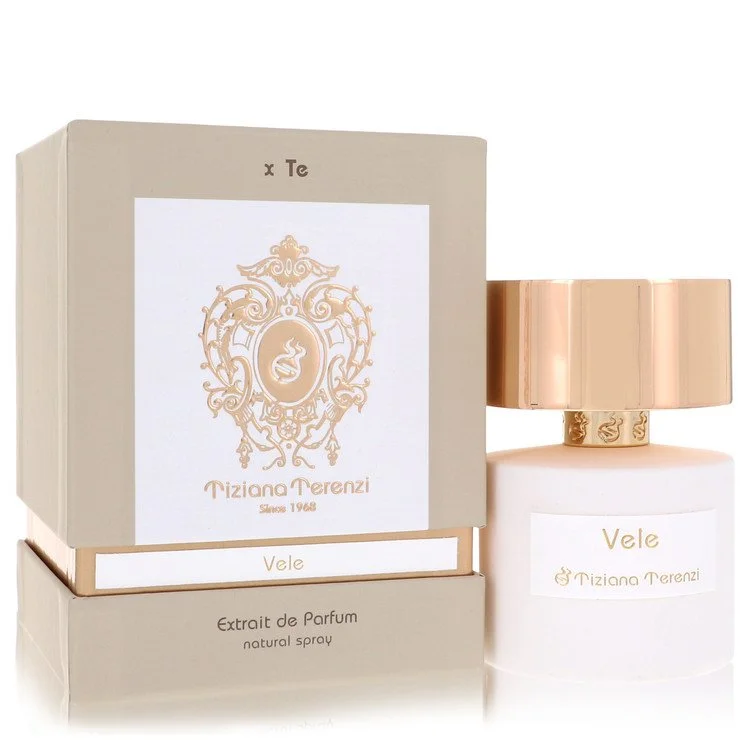 x Te
Tiziana Terenzi
Since 1968
Vele
Extrait de Parfum
natural spray
Vele
Tiziana Terenzi